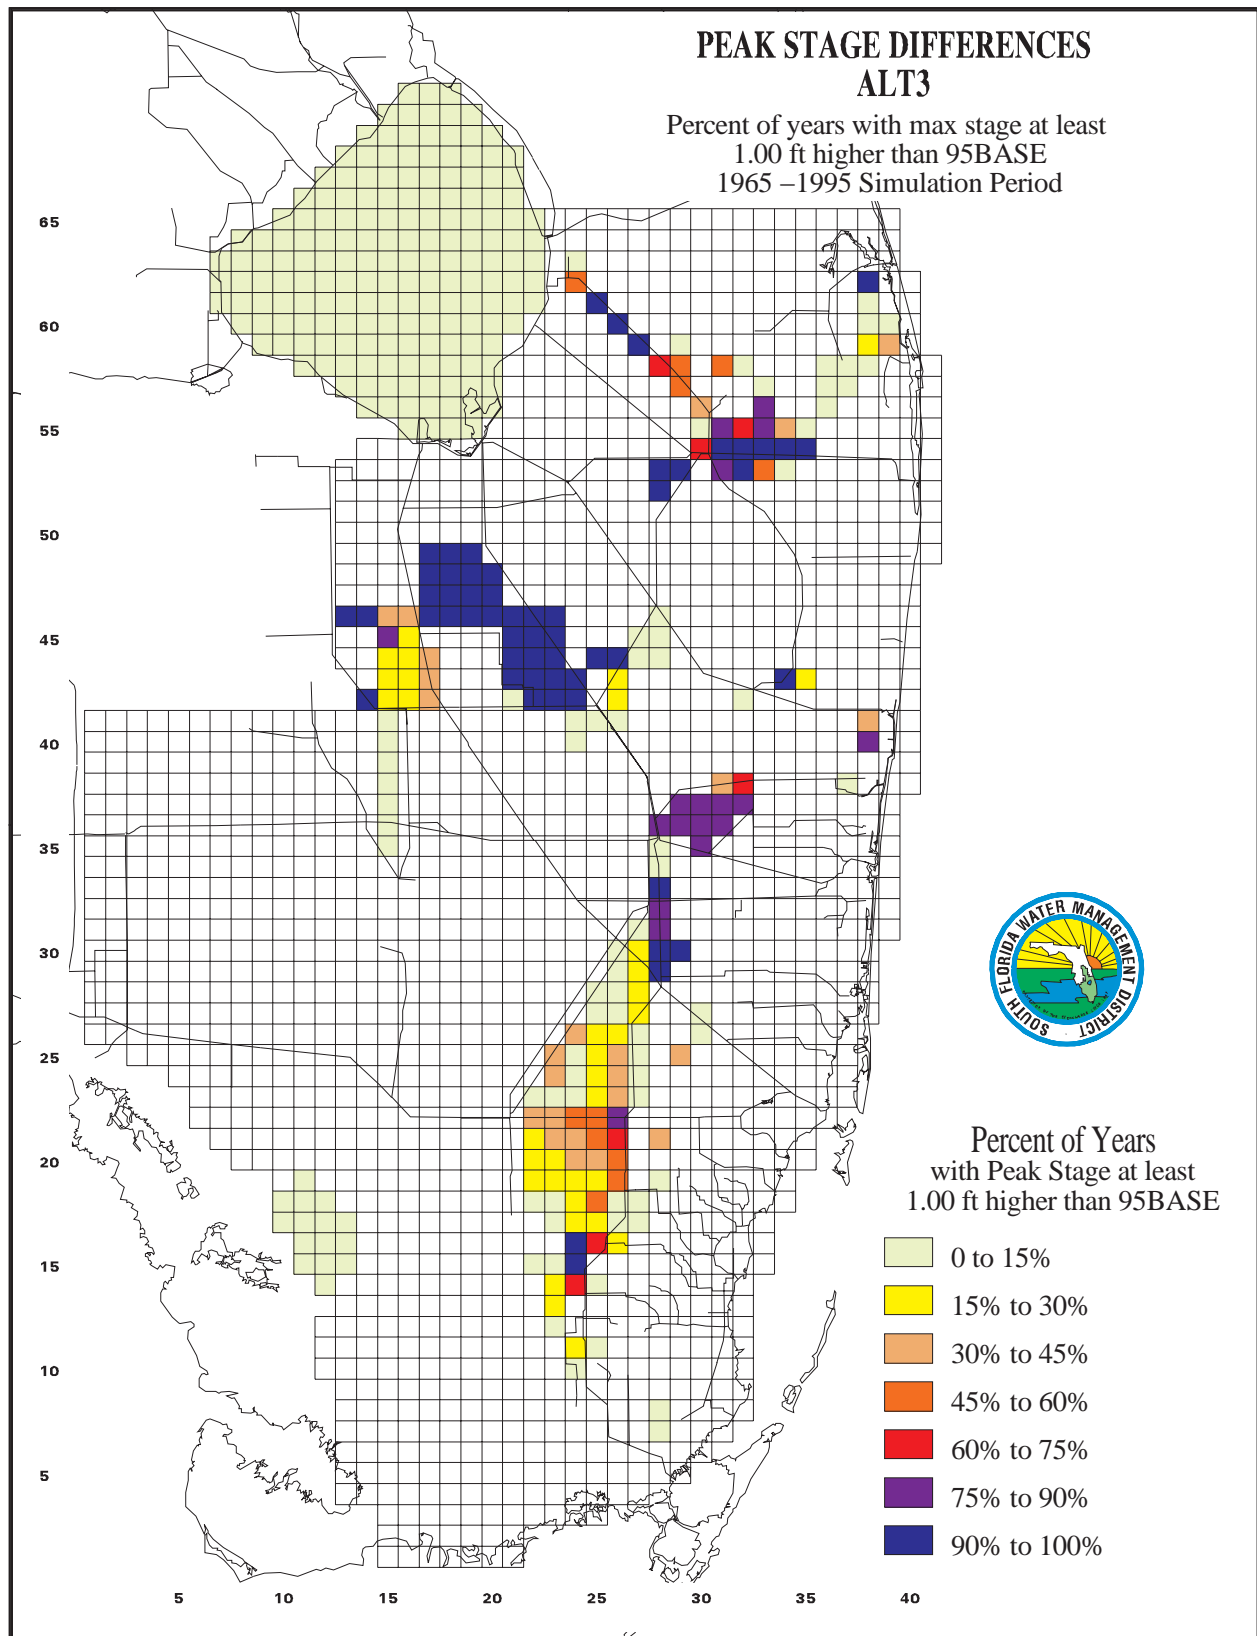 PEAK STAGE DIFFERENCES
ALT3
Percent of years with max stage at least
1.00 ft higher than 95BASE
1965 –1995 Simulation Period
65
60
55
50
45
40
35
30
25
20
15
10
5
5 10 15 20 25 30 35 40
SOUTH FLORIDA WATER MANAGEMENT DISTRICT
Percent of Years
with Peak Stage at least
1.00 ft higher than 95BASE
0 to 15%
15% to 30%
30% to 45%
45% to 60%
60% to 75%
75% to 90%
90% to 100%